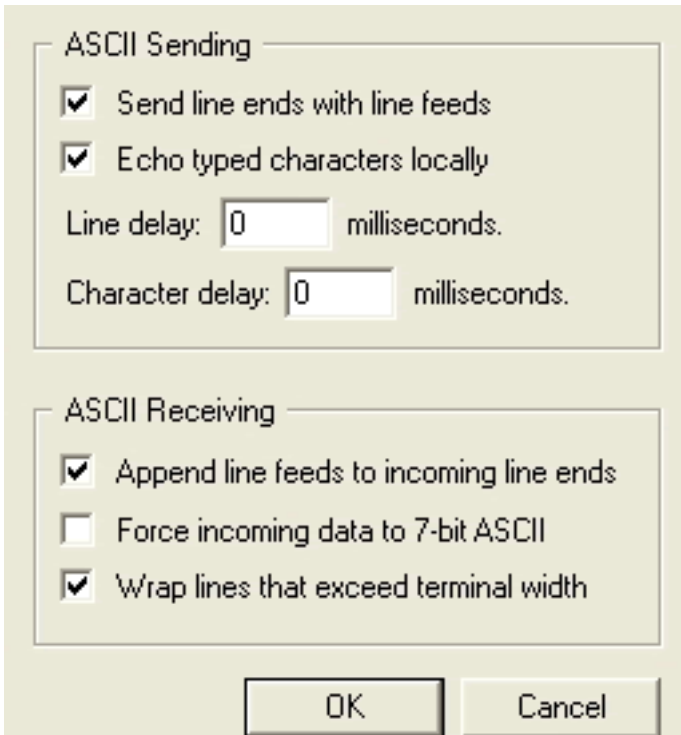 ASCII Sending
Send line ends with line feeds
Echo typed characters locally
Line delay: 0 milliseconds.
Character delay: 0 milliseconds.
ASCII Receiving
Append line feeds to incoming line ends
Force incoming data to 7-bit ASCII
Wrap lines that exceed terminal width
OK Cancel